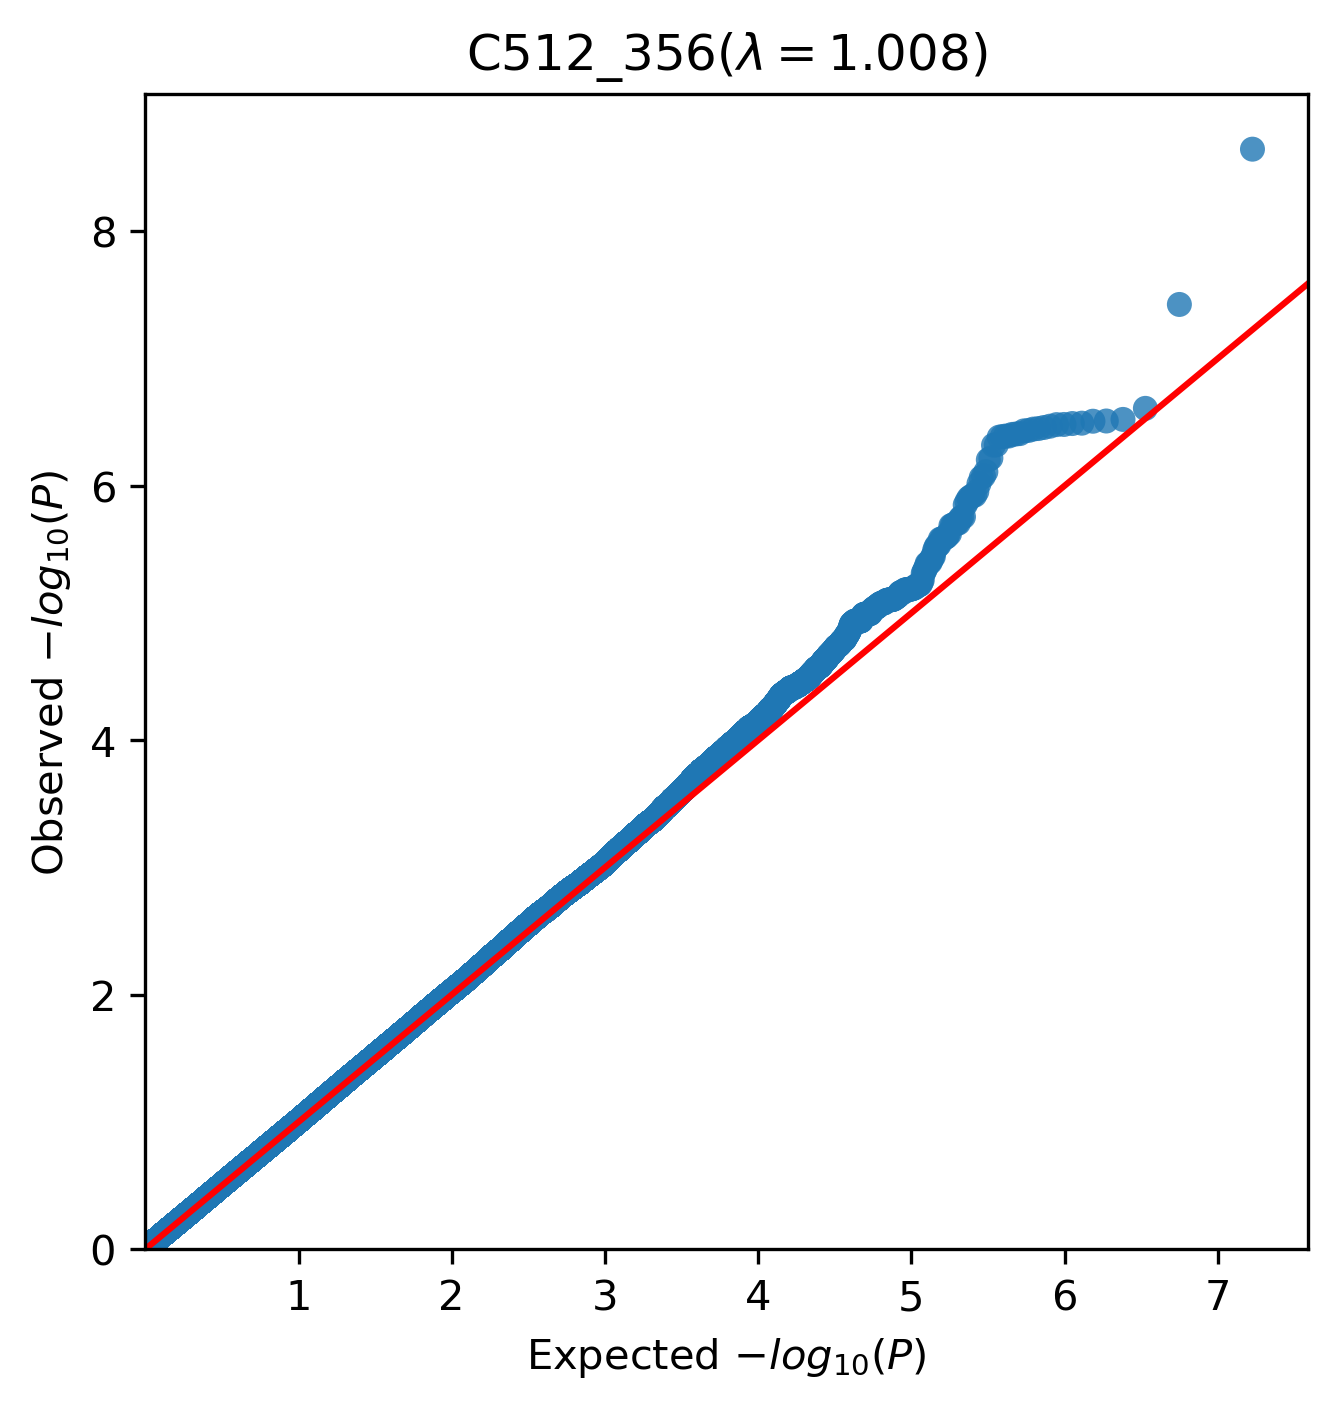 C512_356(λ = 1.008)
Observed −log₁₀(P)
8
6
4
2
0
1 2 3 4 5 6 7
Expected −log₁₀(P)